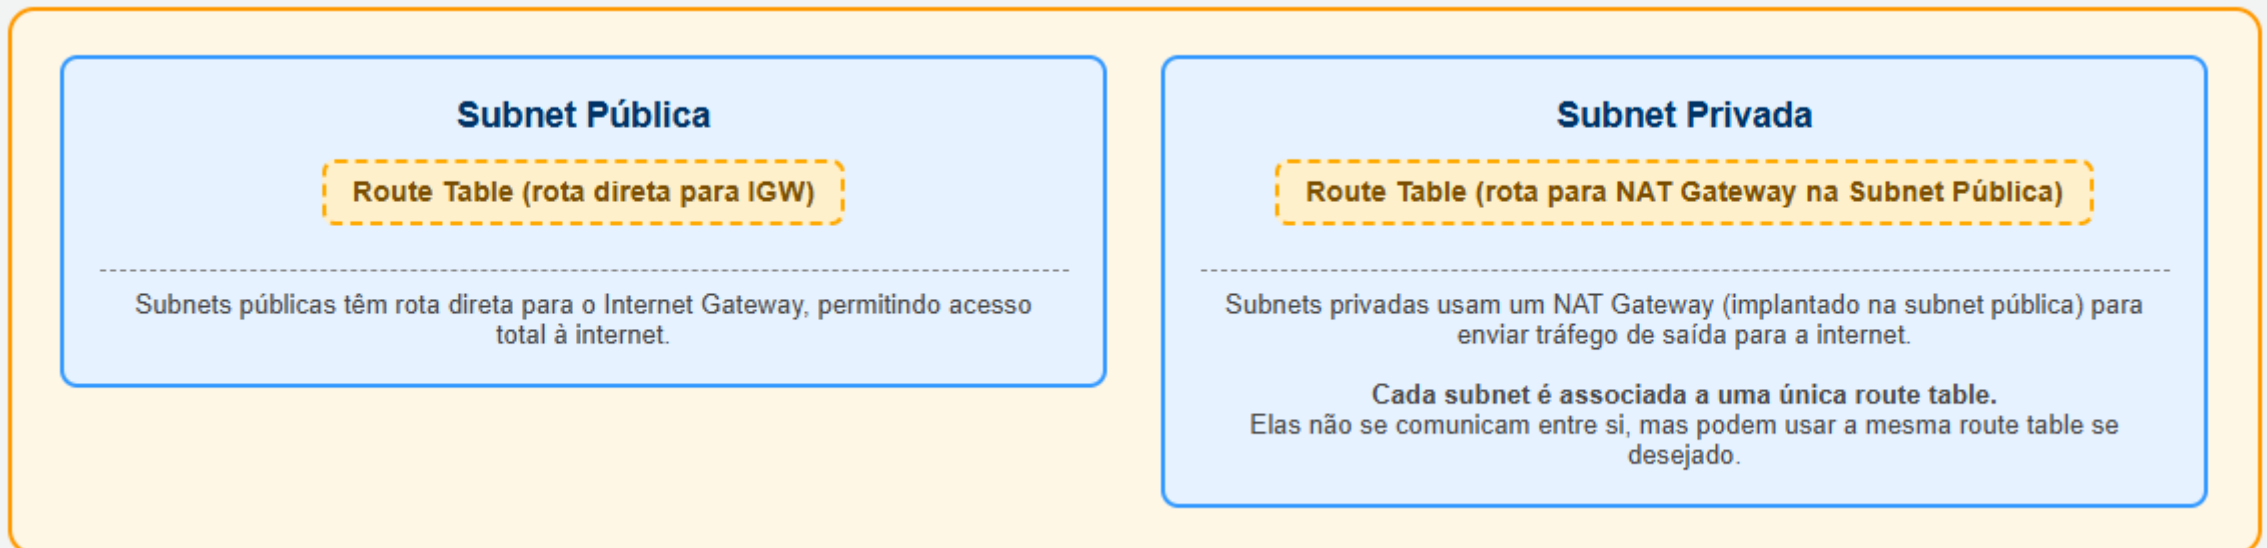 Subnet Pública
Route Table (rota direta para IGW)
Subnets públicas têm rota direta para o Internet Gateway, permitindo acesso
total à internet.
Subnet Privada
Route Table (rota para NAT Gateway na Subnet Pública)
Subnets privadas usam um NAT Gateway (implantado na subnet pública) para
enviar tráfego de saída para a internet.
Cada subnet é associada a uma única route table.
Elas não se comunicam entre si, mas podem usar a mesma route table se
desejado.